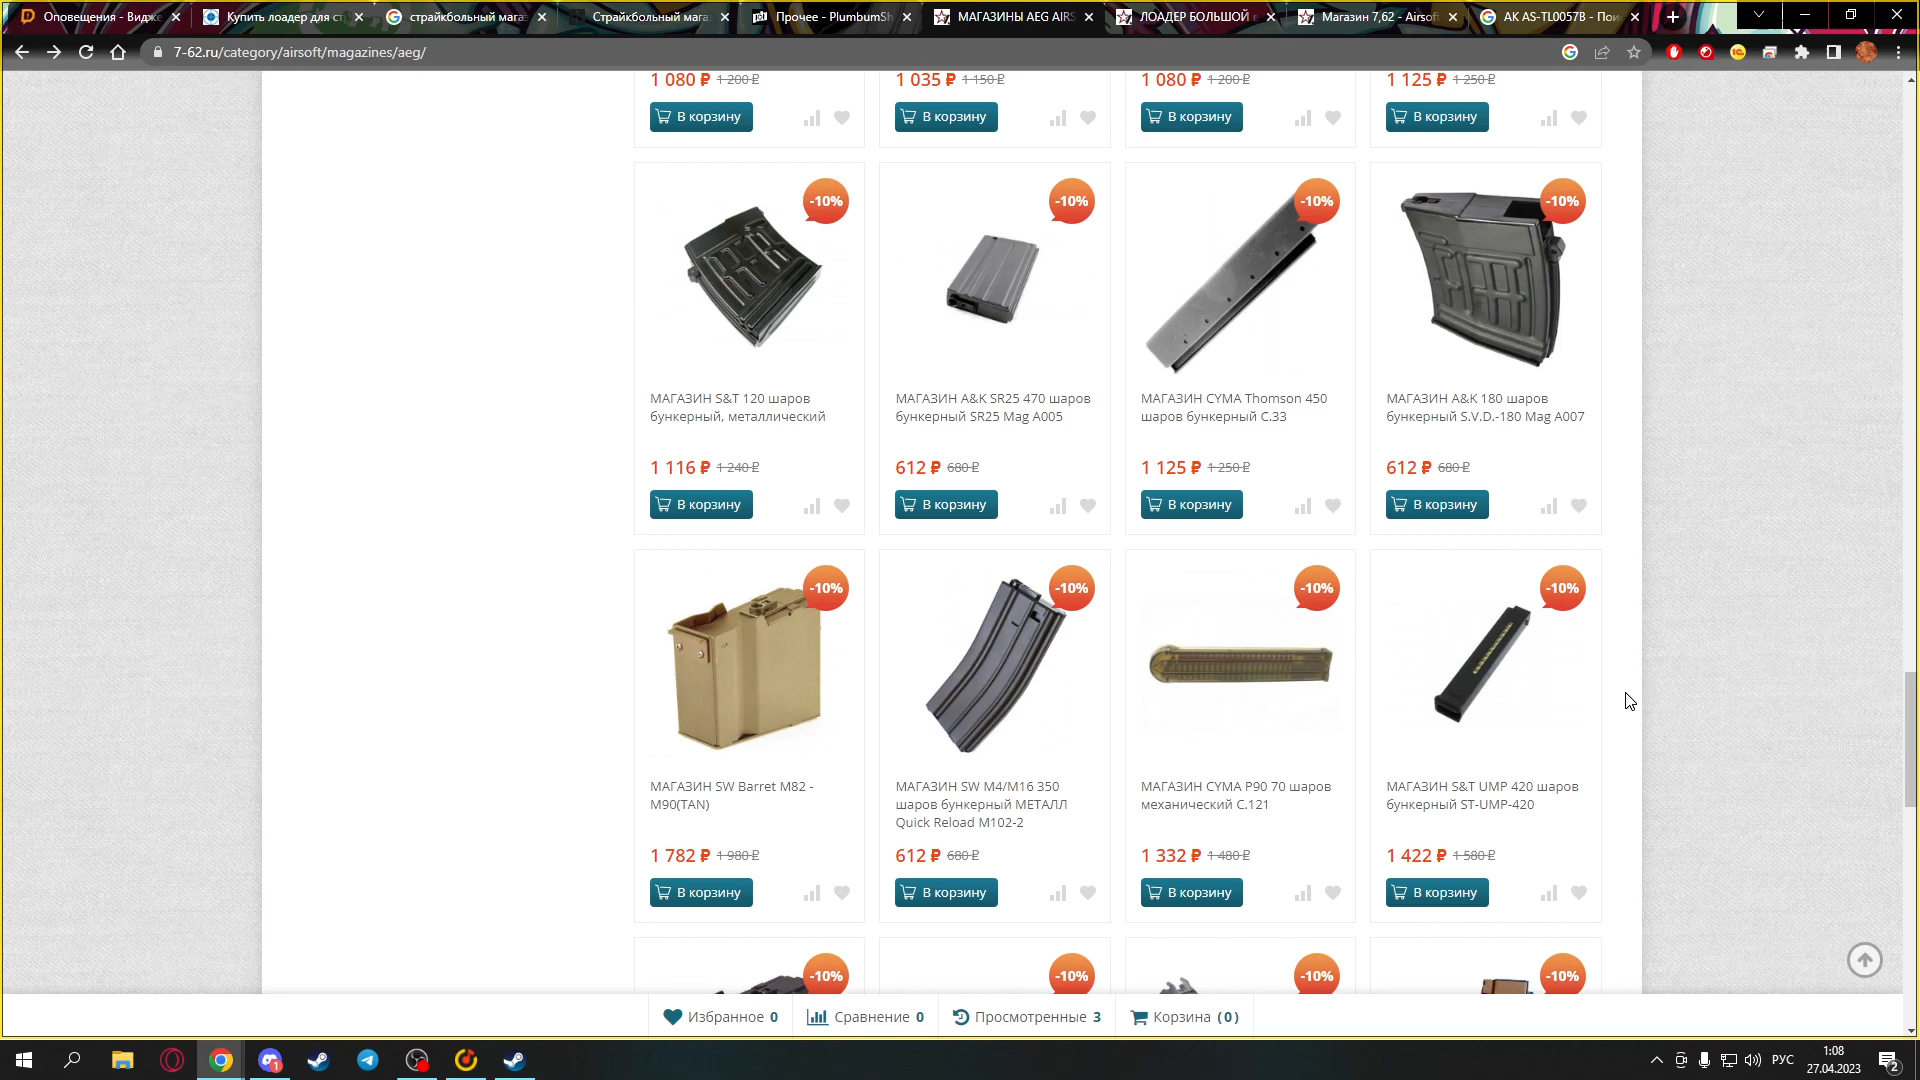 Оповещения - Видже
Купить лоадер для ст
страйкбольный мага
Страйкбольный мага
Прочее - PlumbumSh
МАГАЗИНЫ AEG AIRS
ЛОАДЕР БОЛЬШОЙ
Магазин 7,62 - Airsoft
AK AS-TL0057B - Пои
7-62.ru/category/airsoft/magazines/aeg/
1 080 ₽ 1 200 ₽
1 035 ₽ 1 150 ₽
1 080 ₽ 1 200 ₽
1 125 ₽ 1 250 ₽
В корзину
В корзину
В корзину
В корзину
-10%
-10%
-10%
-10%
МАГАЗИН S&T 120 шаров
бункерный, металлический
МАГАЗИН A&K SR25 470 шаров
бункерный SR25 Mag A005
МАГАЗИН CYMA Thomson 450
шаров бункерный C.33
МАГАЗИН A&K 180 шаров
бункерный S.V.D.-180 Mag A007
1 116 ₽ 1 240 ₽
612 ₽ 680 ₽
1 125 ₽ 1 250 ₽
612 ₽ 680 ₽
В корзину
В корзину
В корзину
В корзину
-10%
-10%
-10%
-10%
МАГАЗИН SW Barret M82 -
M90(TAN)
МАГАЗИН SW M4/M16 350
шаров бункерный МЕТАЛЛ
Quick Reload M102-2
МАГАЗИН CYMA P90 70 шаров
механический C.121
МАГАЗИН S&T UMP 420 шаров
бункерный ST-UMP-420
1 782 ₽ 1 980 ₽
612 ₽ 680 ₽
1 332 ₽ 1 480 ₽
1 422 ₽ 1 580 ₽
В корзину
В корзину
В корзину
В корзину
-10%
-10%
-10%
-10%
Избранное 0
Сравнение 0
Просмотренные 3
Корзина (0)
РУС
1:08
27.04.2023
2